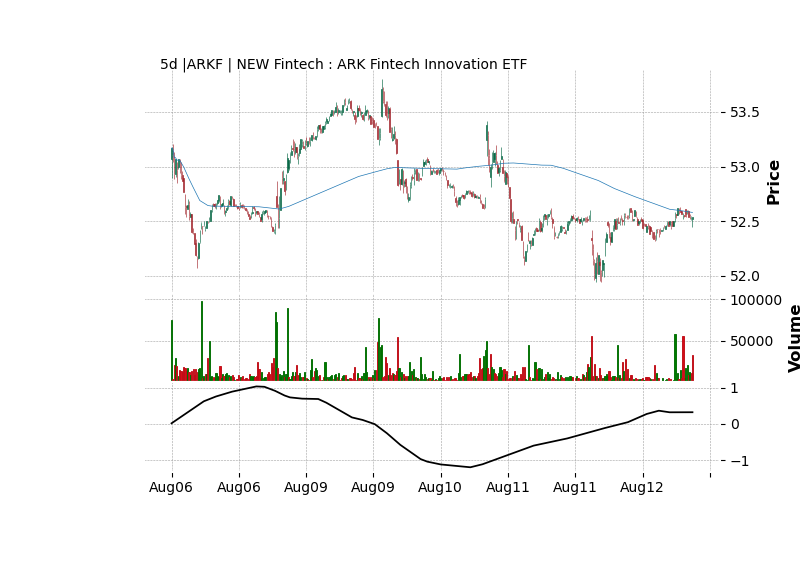 5d |ARKF | NEW Fintech : ARK Fintech Innovation ETF
53.5
53.0
52.5
52.0
Price
100000
50000
Volume
1
0
−1
Aug06 Aug06 Aug09 Aug09 Aug10 Aug11 Aug11 Aug12